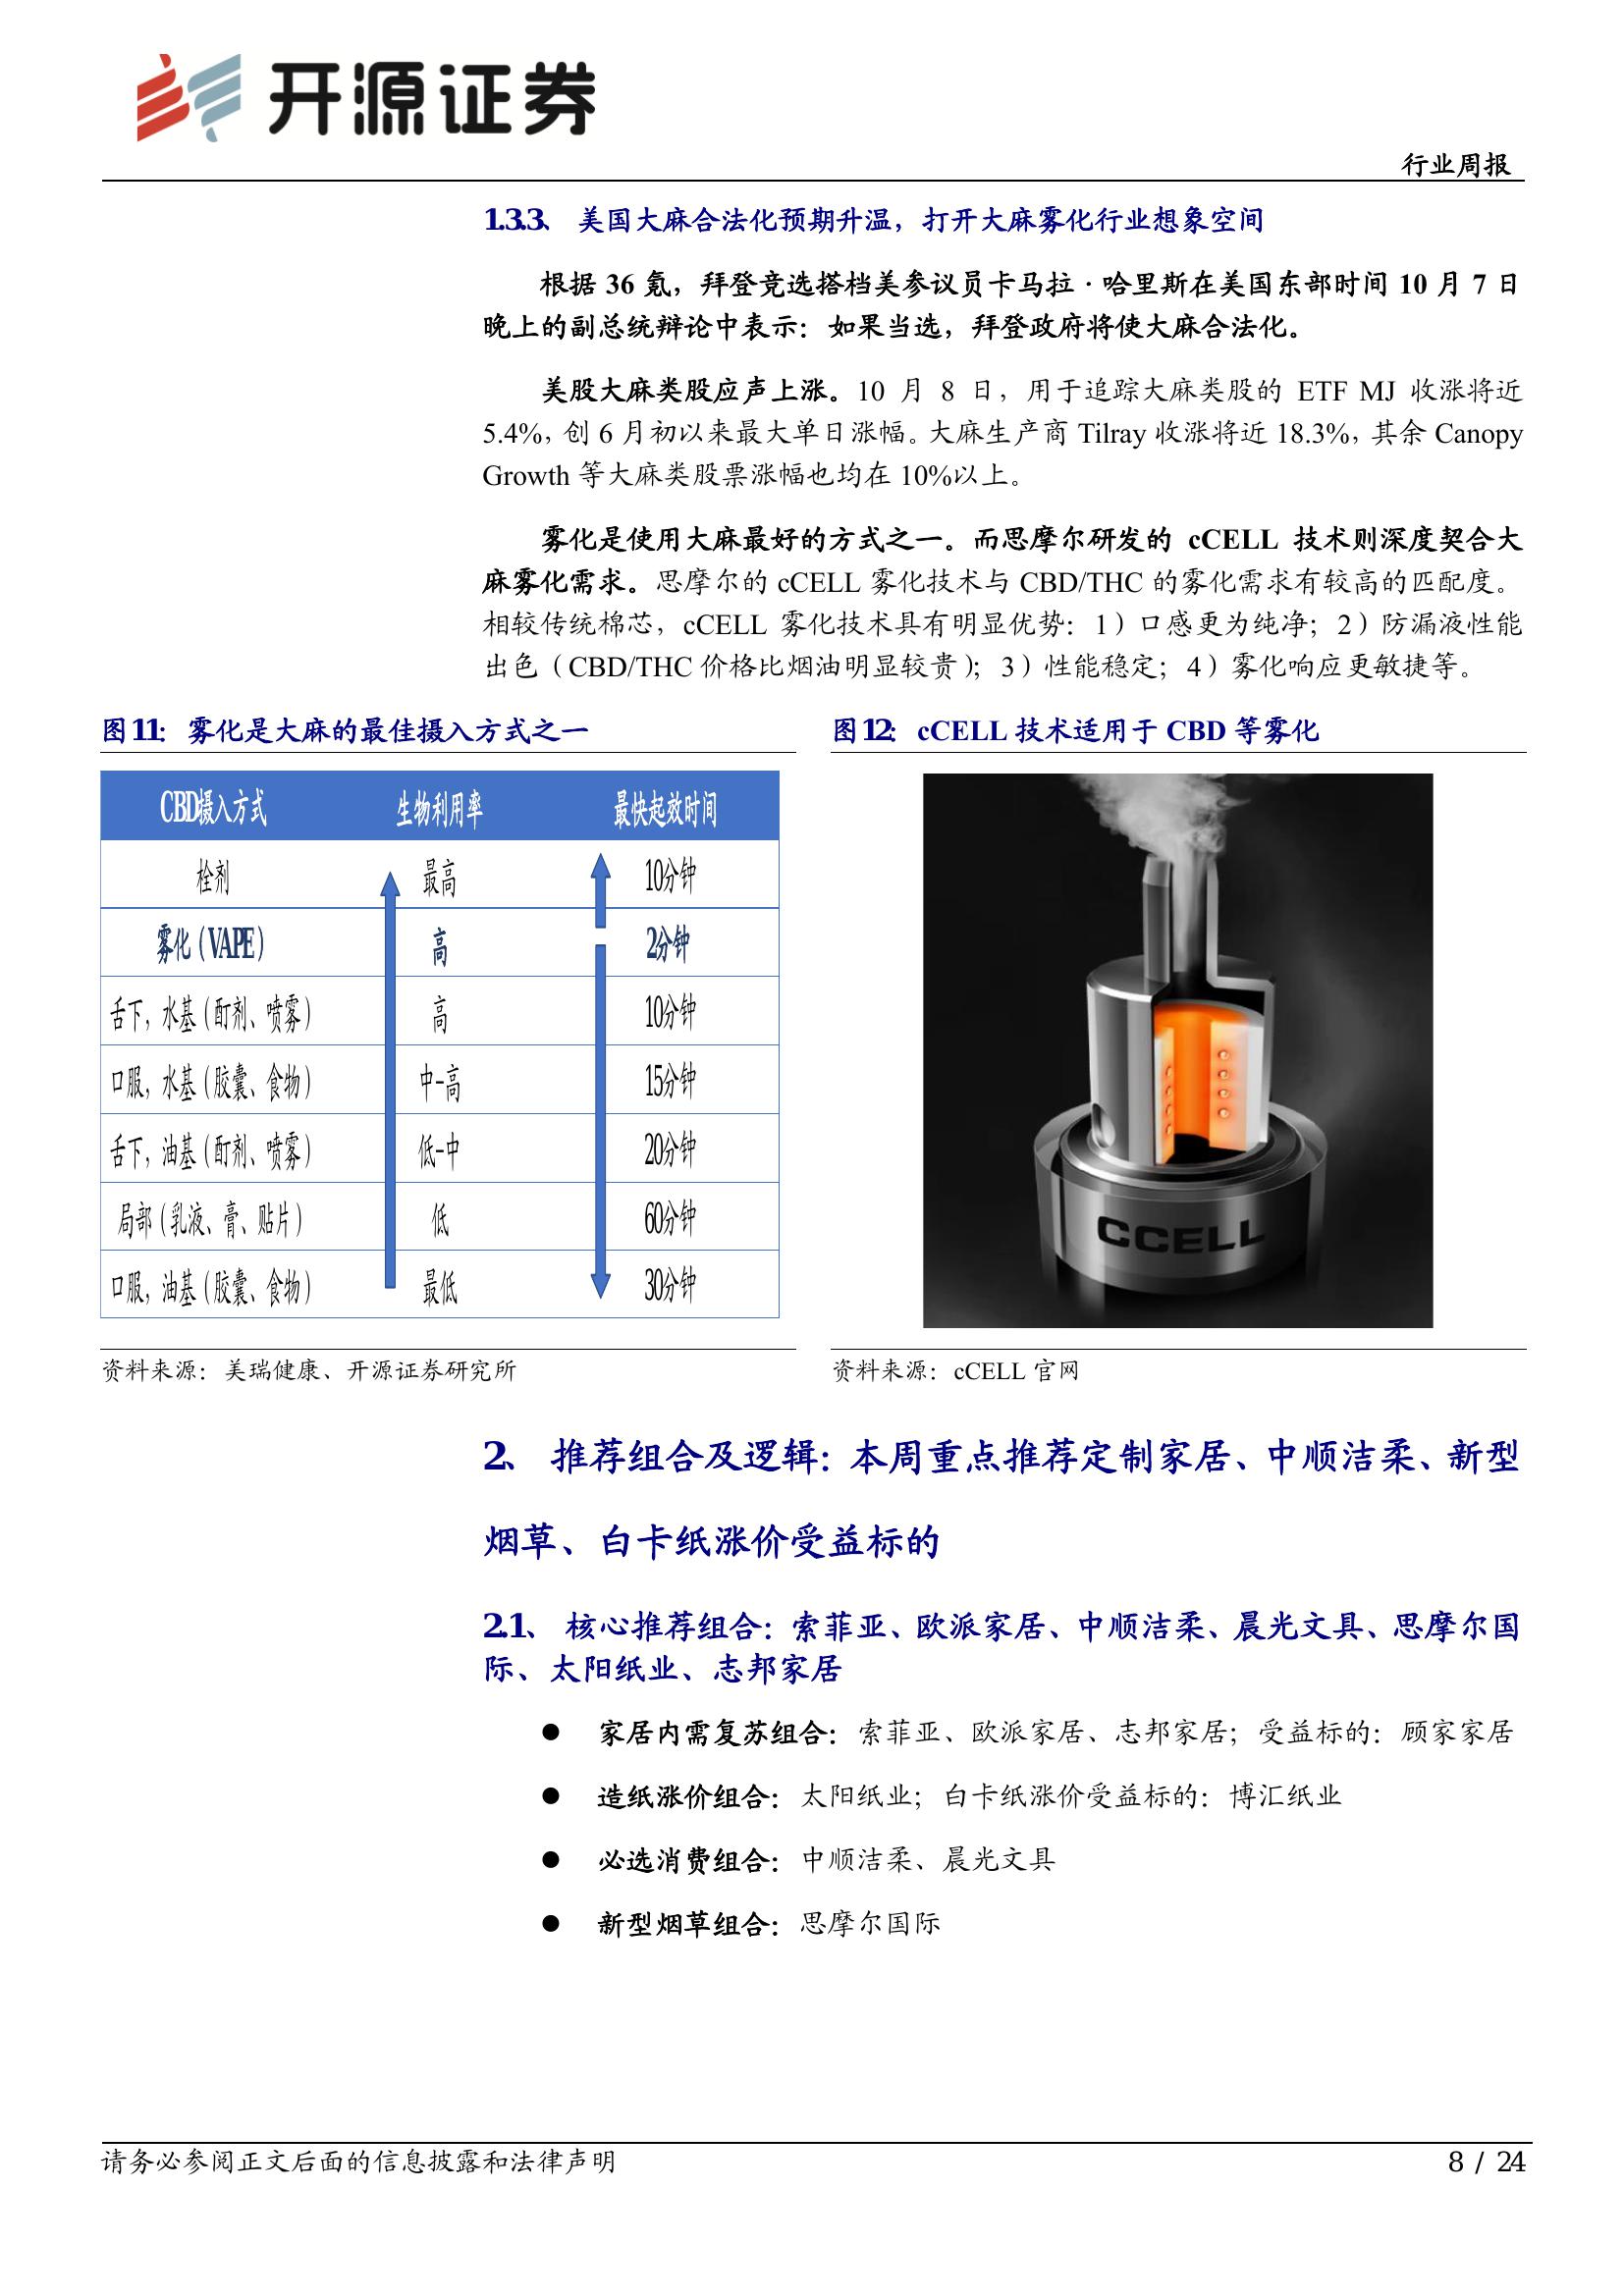 开源证券
行业周报
1.3.3、 美国大麻合法化预期升温，打开大麻雾化行业想象空间
根据 36 氪，拜登竞选搭档美参议员卡马拉·哈里斯在美国东部时间 10 月 7 日
晚上的副总统辩论中表示：如果当选，拜登政府将使大麻合法化。
美股大麻类股应声上涨。10 月 8 日，用于追踪大麻类股的 ETF MJ 收涨将近
5.4%，创 6 月初以来最大单日涨幅。大麻生产商 Tilray 收涨将近 18.3%，其余 Canopy
Growth 等大麻类股票涨幅也均在 10%以上。
雾化是使用大麻最好的方式之一。而思摩尔研发的 cCELL 技术则深度契合大
麻雾化需求。思摩尔的 cCELL 雾化技术与 CBD/THC 的雾化需求有较高的匹配度。
相较传统棉芯，cCELL 雾化技术具有明显优势：1）口感更为纯净；2）防漏液性能
出色（CBD/THC 价格比烟油明显较贵）；3）性能稳定；4）雾化响应更敏捷等。
图11：雾化是大麻的最佳摄入方式之一
CBD摄入方式 生物利用率 最快起效时间
栓剂 最高 10分钟
雾化（VAPE） 高 2分钟
舌下，水基（酊剂、喷雾） 高 10分钟
口服，水基（胶囊、食物） 中-高 15分钟
舌下，油基（酊剂、喷雾） 低-中 20分钟
局部（乳液、膏、贴片） 低 60分钟
口服，油基（胶囊、食物） 最低 30分钟
资料来源：美瑞健康、开源证券研究所
图12：cCELL 技术适用于 CBD 等雾化
CCELL
资料来源：cCELL 官网
2、 推荐组合及逻辑：本周重点推荐定制家居、中顺洁柔、新型
烟草、白卡纸涨价受益标的
2.1、 核心推荐组合：索菲亚、欧派家居、中顺洁柔、晨光文具、思摩尔国
际、太阳纸业、志邦家居
● 家居内需复苏组合：索菲亚、欧派家居、志邦家居；受益标的：顾家家居
● 造纸涨价组合：太阳纸业；白卡纸涨价受益标的：博汇纸业
● 必选消费组合：中顺洁柔、晨光文具
● 新型烟草组合：思摩尔国际
请务必参阅正文后面的信息披露和法律声明
8 / 24